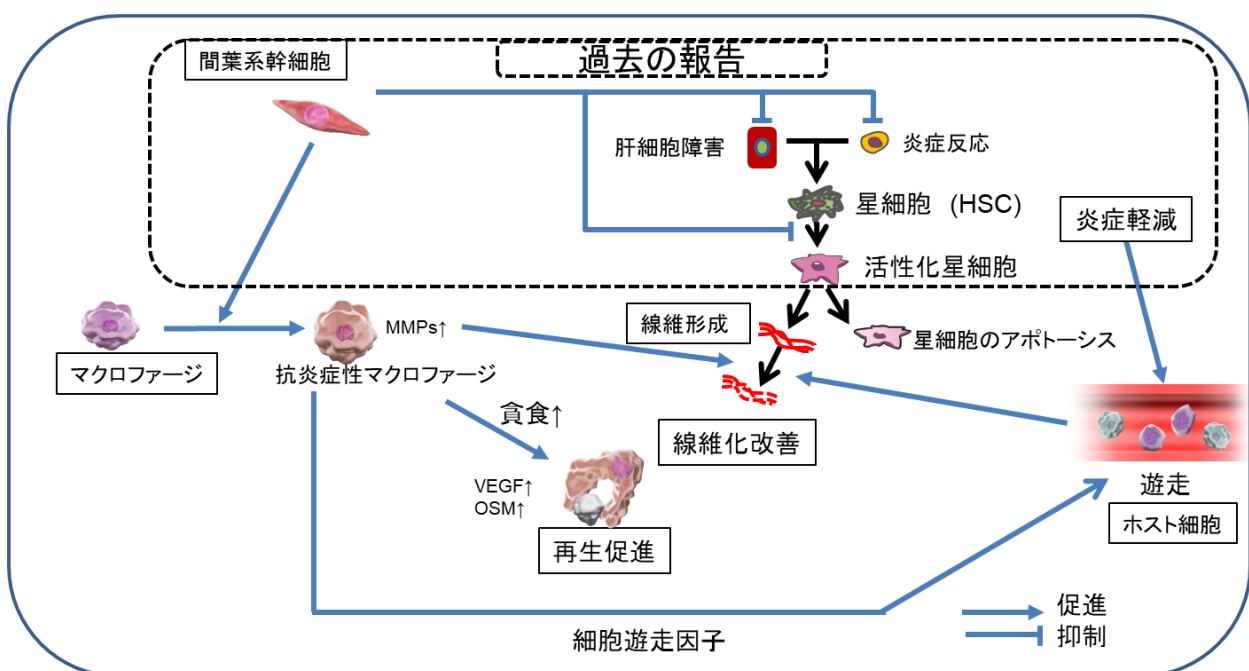 過去の報告
間葉系幹細胞
肝細胞障害
炎症反応
星細胞 (HSC)
炎症軽減
活性化星細胞
線維形成
MMPs↑
星細胞のアポトーシス
マクロファージ
抗炎症性マクロファージ
貪食↑
線維化改善
VEGF↑
OSM↑
遊走
ホスト細胞
再生促進
細胞遊走因子
促進
抑制